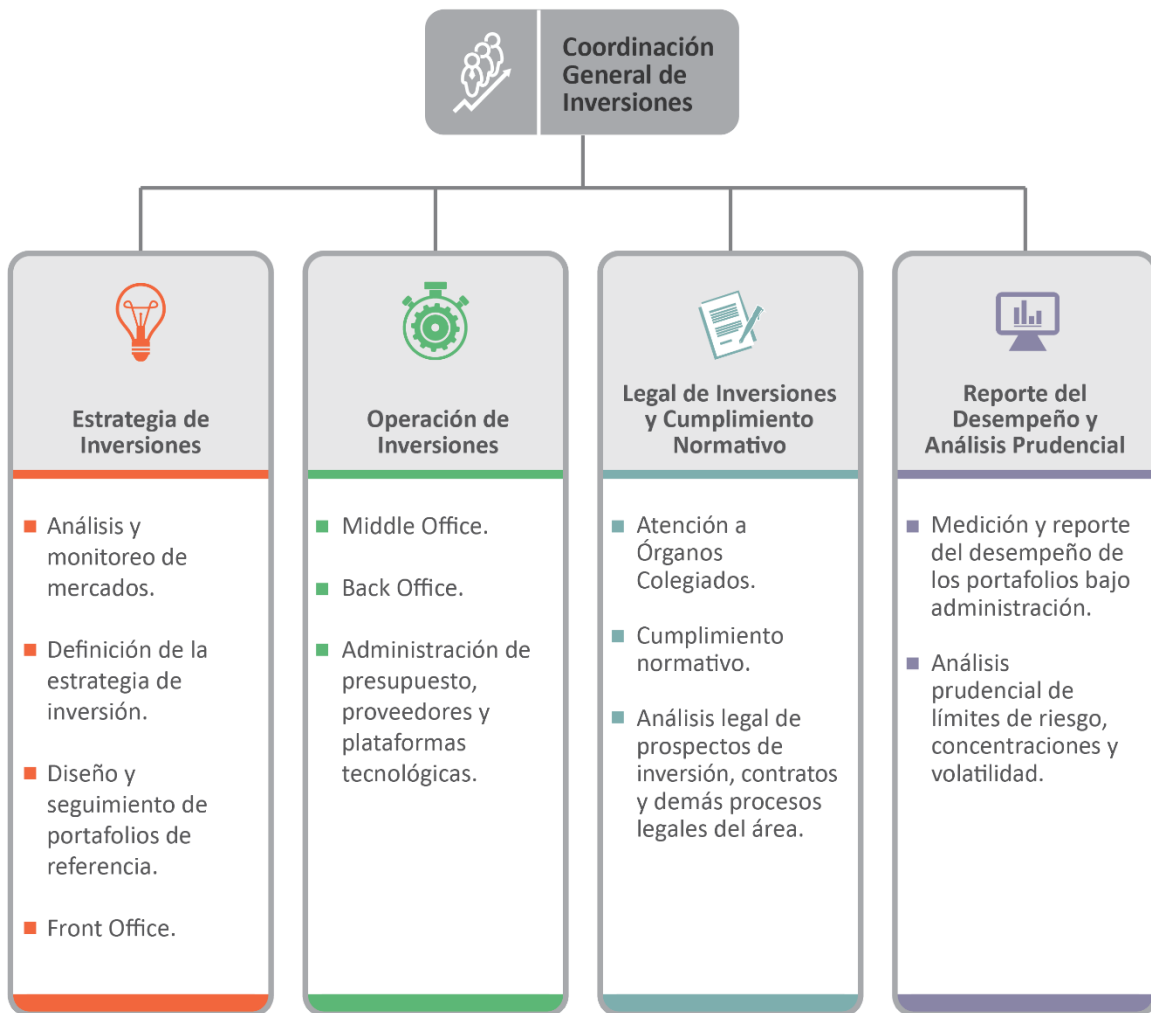 Coordinación
General de
Inversiones
Estrategia de
Inversiones
Análisis y
monitoreo de
mercados.
Definición de la
estrategia de
inversión.
Diseño y
seguimiento de
portafolios de
referencia.
Front Office.
Operación de
Inversiones
Middle Office.
Back Office.
Administración de
presupuesto,
proveedores y
plataformas
tecnológicas.
Legal de Inversiones
y Cumplimiento
Normativo
Atención a
Órganos
Colegiados.
Cumplimiento
normativo.
Análisis legal de
prospectos de
inversión, contratos
y demás procesos
legales del área.
Reporte del
Desempeño y
Análisis Prudencial
Medición y reporte
del desempeño de
los portafolios bajo
administración.
Análisis
prudencial de
límites de riesgo,
concentraciones y
volatilidad.